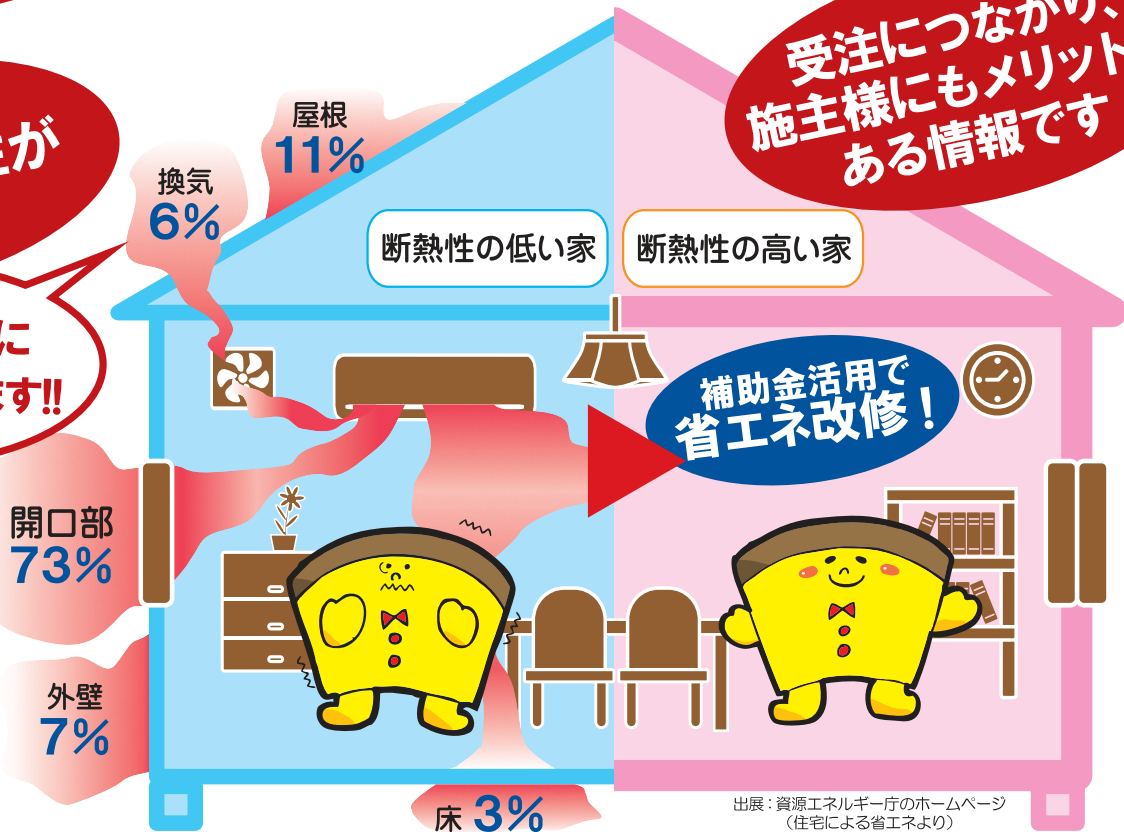 受注につながり、
施主様にもメリット
ある情報です
が
に
ます!!
屋根
11%
換気
6%
断熱性の低い家
断熱性の高い家
補助金活用で
省エネ改修!
開口部
73%
外壁
7%
床 3%
出展:資源エネルギー庁のホームページ
(住宅による省エネより)